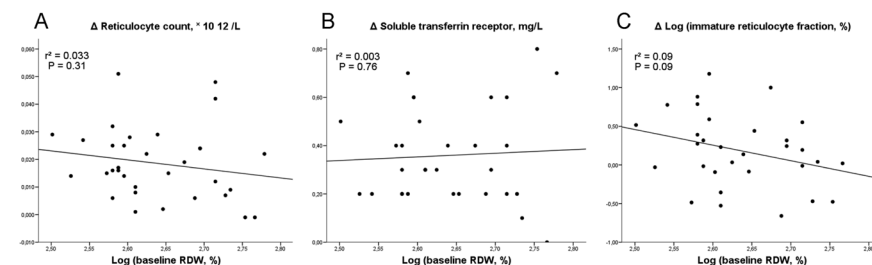 A
Δ Reticulocyte count, * 10 12 /L
r² = 0.033
P = 0.31
0,060
0,050
0,040
0,030
0,020
0,010
0,000
-0,010
2,50
2,55
2,60
2,65
2,70
2,75
2,80
Log (baseline RDW, %)
B
Δ Soluble transferrin receptor, mg/L
r² = 0.003
P = 0.76
0,80
0,60
0,40
0,20
0,00
2,50
2,55
2,60
2,65
2,70
2,75
2,80
Log (baseline RDW, %)
C
Δ Log (immature reticulocyte fraction, %)
r² = 0.09
P = 0.09
1,50
1,00
0,50
0,00
-0,50
-1,00
2,50
2,55
2,60
2,65
2,70
2,75
2,80
Log (baseline RDW, %)